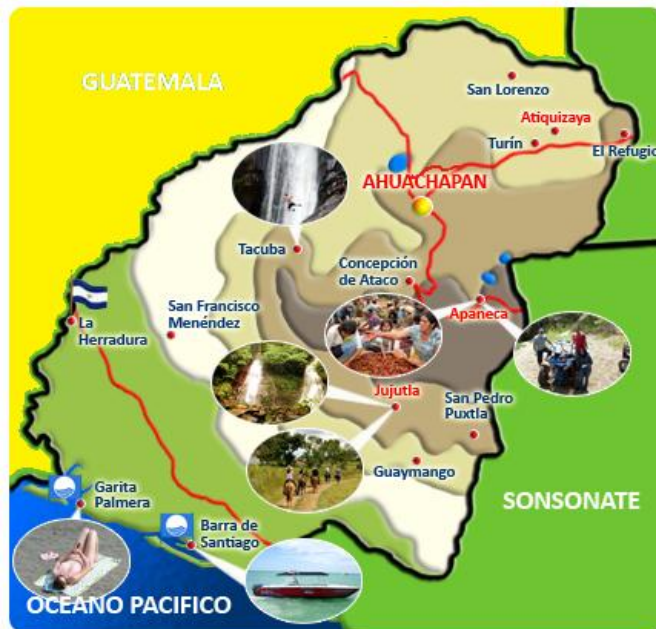 GUATEMALA
San Lorenzo
Atiquizaya
Turín
El Refugio
AHUACHAPAN
Tacuba
Concepción
de Ataco
Apaneca
San Francisco
Menéndez
La
Herradura
Jujutla
San Pedro
Puxtla
Guaymango
SONSONATE
Garita
Palmera
Barra de
Santiago
OCEANO PACIFICO